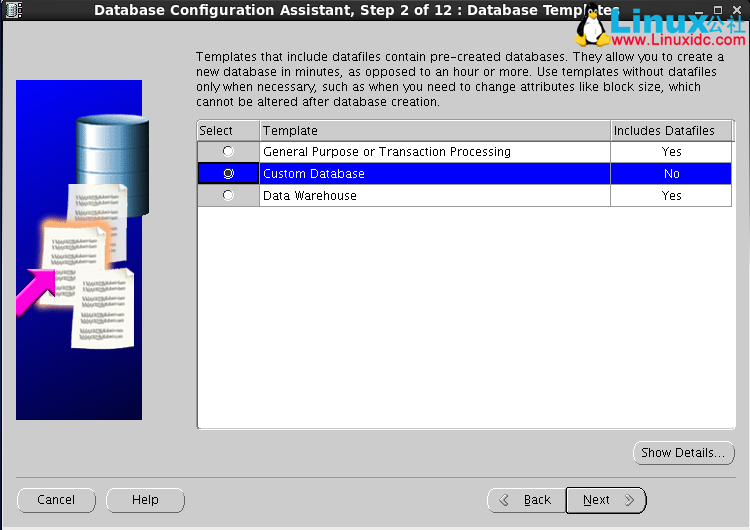 Database Configuration Assistant, Step 2 of 12 : Database Templates
Linux公社
www.Linuxidc.com
Templates that include datafiles contain pre-created databases. They allow you to create a
new database in minutes, as opposed to an hour or more. Use templates without datafiles
only when necessary, such as when you need to change attributes like block size, which
cannot be altered after database creation.
Select Template Includes Datafiles
General Purpose or Transaction Processing Yes
Custom Database No
Data Warehouse Yes
Show Details...
Cancel Help Back Next